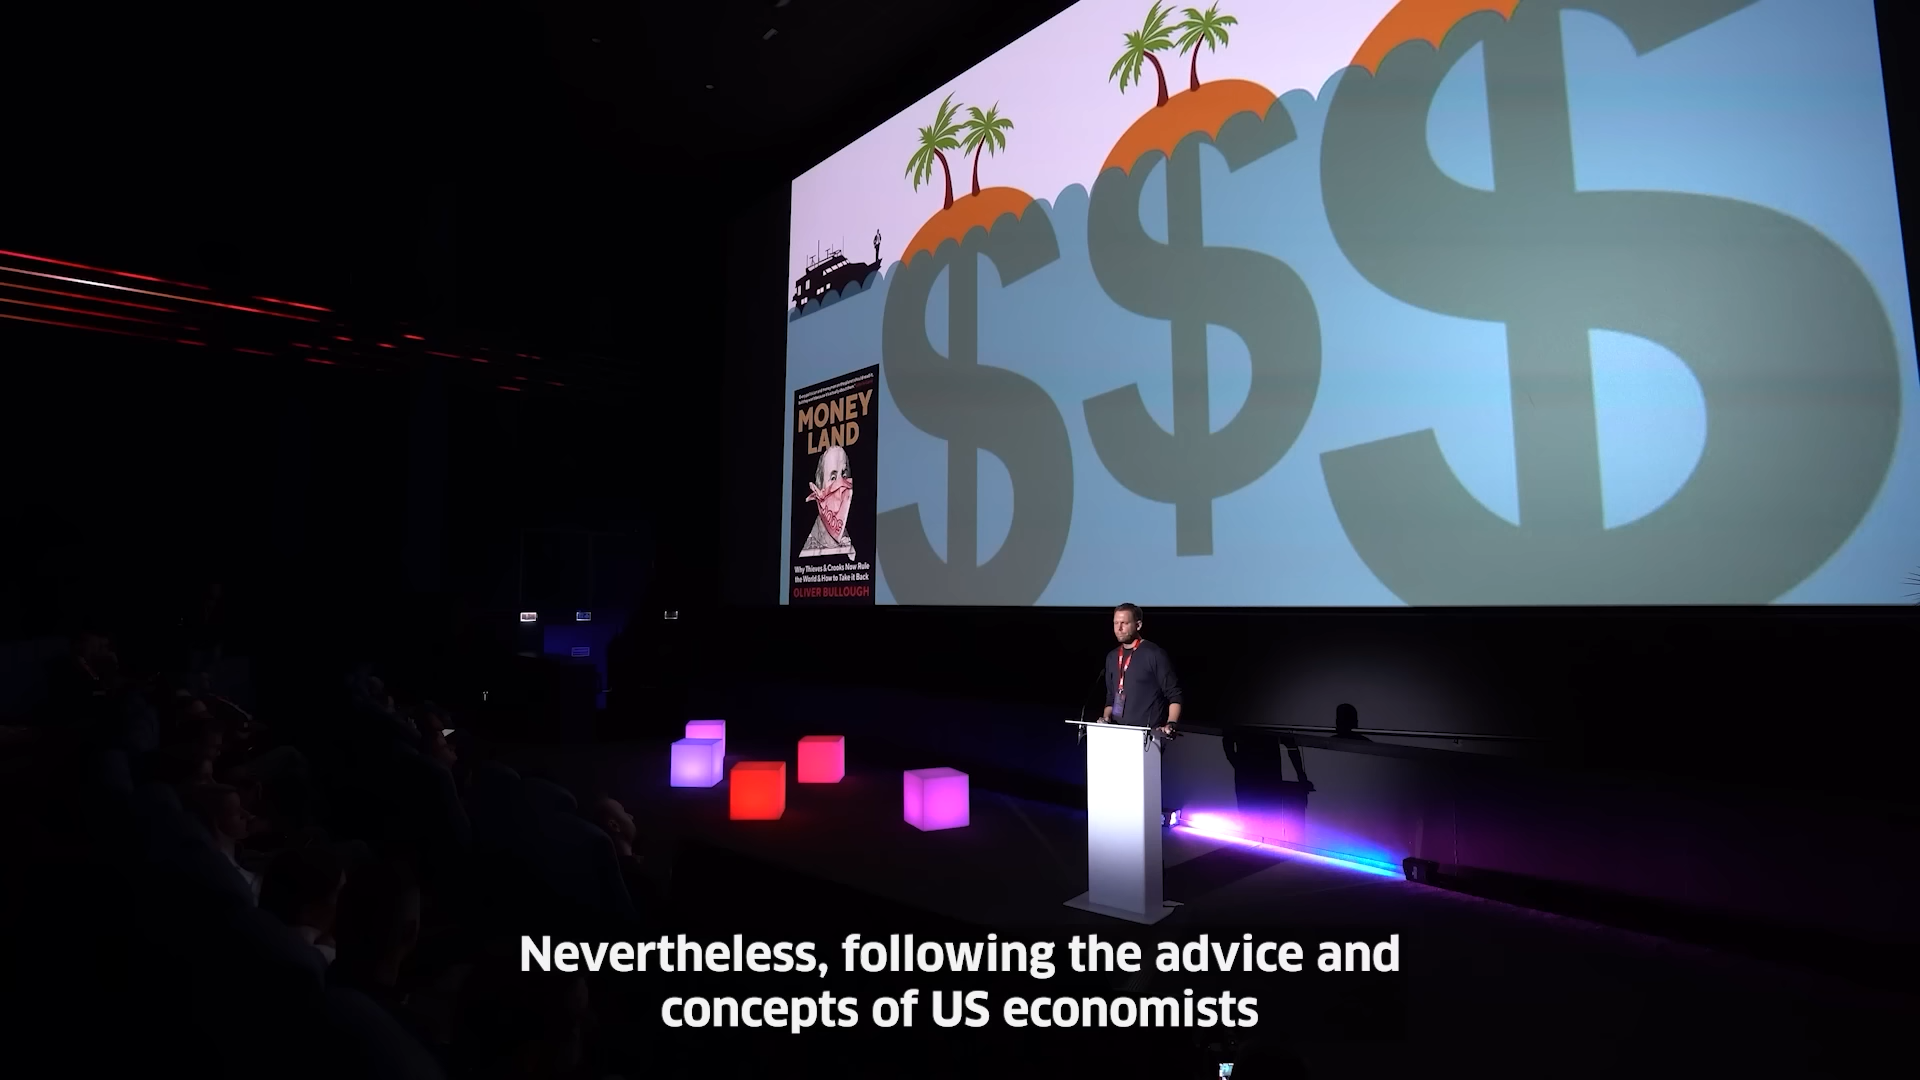 MONEY
LAND
Why Thieves & Crooks Now Rule
the World & How to Take it Back
OLIVER BULLOUGH
Nevertheless, following the advice and
concepts of US economists